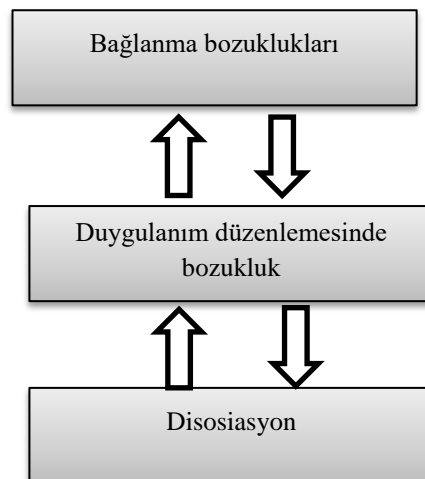 Bağlanma bozuklukları
Duygulanım düzenlemesinde
bozukluk
Disosiasyon